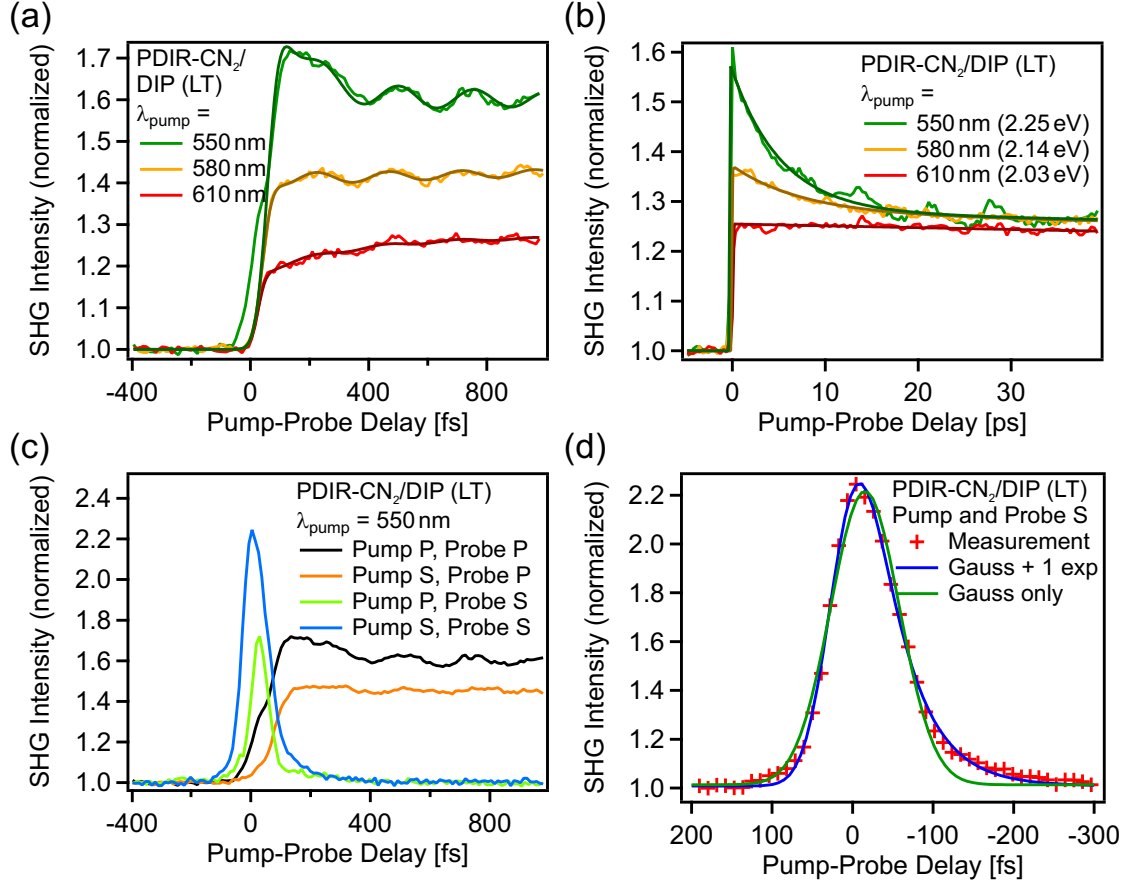 (a)
SHG Intensity (normalized)
1.7
1.6
1.5
1.4
1.3
1.2
1.1
1.0
PDIR-CN₂/
DIP (LT)
λpump =
550 nm
580 nm
610 nm
-400
0
400
800
Pump-Probe Delay [fs]
(b)
SHG Intensity (normalized)
1.6
1.5
1.4
1.3
1.2
1.1
1.0
PDIR-CN₂/DIP (LT)
λpump =
550 nm (2.25 eV)
580 nm (2.14 eV)
610 nm (2.03 eV)
0
10
20
30
Pump-Probe Delay [ps]
(c)
SHG Intensity (normalized)
2.4
2.2
2.0
1.8
1.6
1.4
1.2
1.0
PDIR-CN₂/DIP (LT)
λpump = 550 nm
Pump P, Probe P
Pump S, Probe P
Pump P, Probe S
Pump S, Probe S
-400
0
400
800
Pump-Probe Delay [fs]
(d)
SHG Intensity (normalized)
2.2
2.0
1.8
1.6
1.4
1.2
1.0
PDIR-CN₂/DIP (LT)
Pump and Probe S
Measurement
Gauss + 1 exp
Gauss only
200
100
0
-100
-200
-300
Pump-Probe Delay [fs]